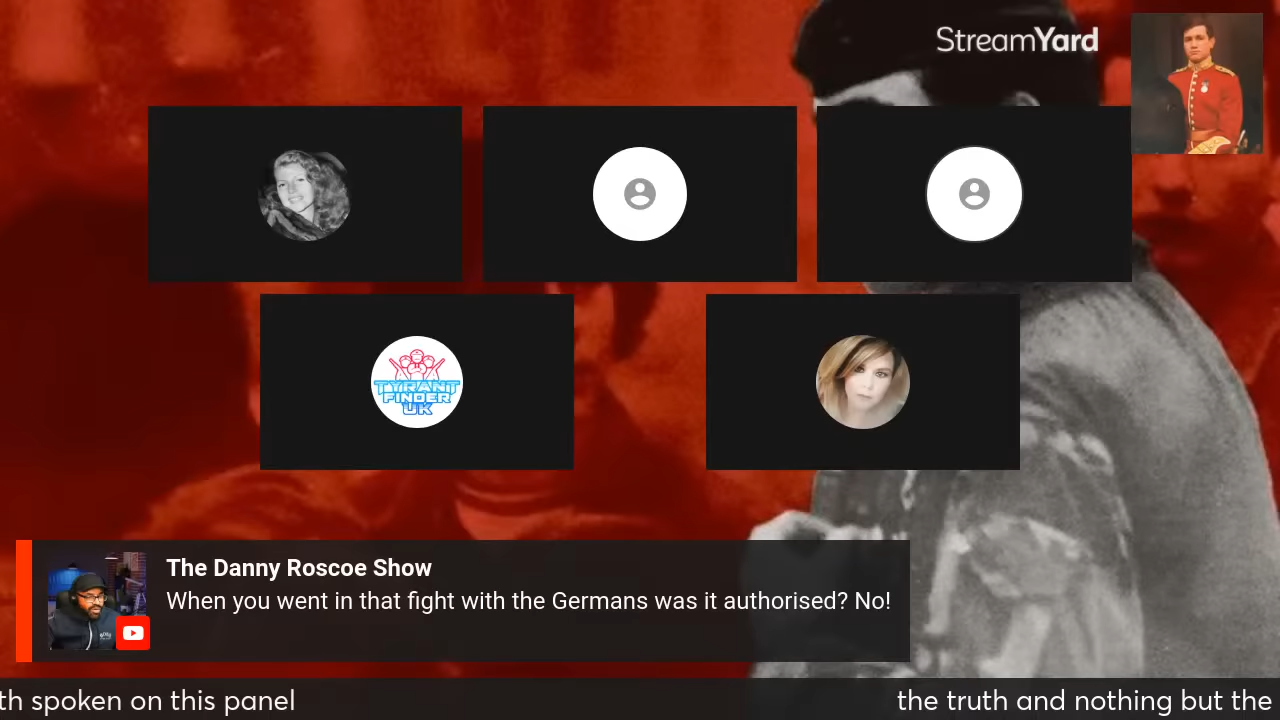 StreamYard
TYRANT
FINDER
UK
The Danny Roscoe Show
When you went in that fight with the Germans was it authorised? No!
th spoken on this panel
the truth and nothing but the